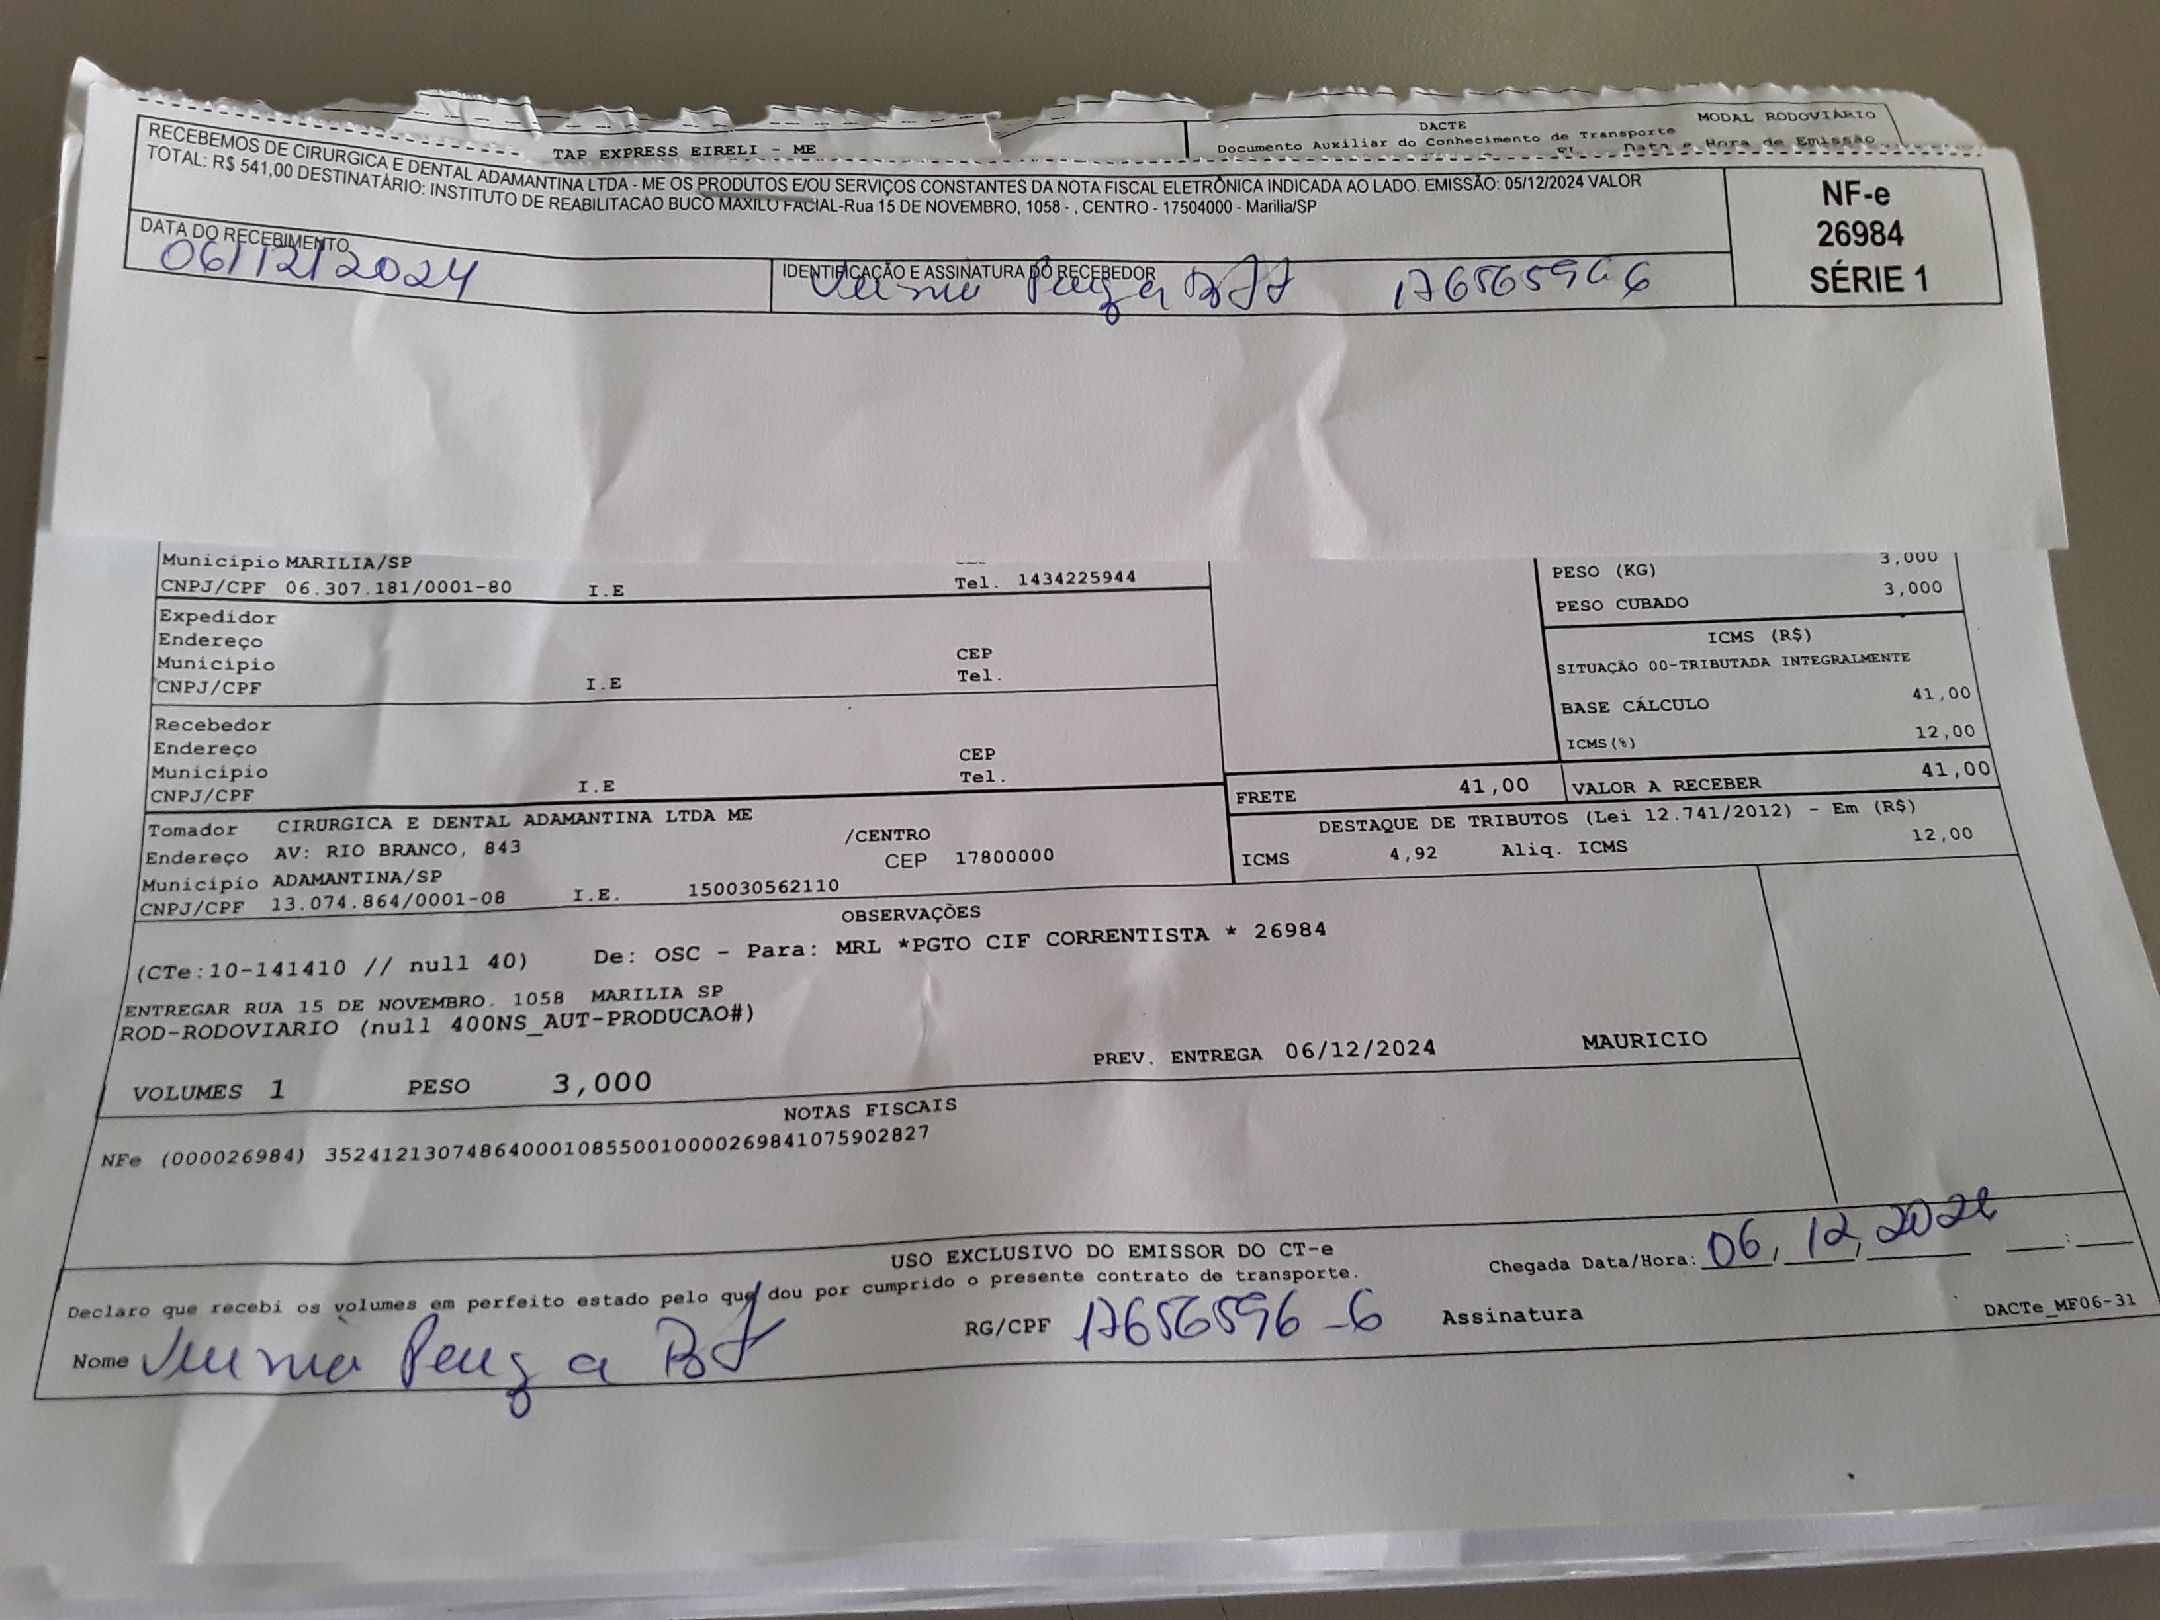 TAP EXPRESS EIRELI - ME
DACTE
MODAL RODOVIÁRIO
Documento Auxiliar do Conhecimento de Transporte
Data e Hora de Emissão
RECEBEMOS DE CIRURGICA E DENTAL ADAMANTINA LTDA - ME OS PRODUTOS E/OU SERVIÇOS CONSTANTES DA NOTA FISCAL ELETRÔNICA INDICADA AO LADO. EMISSÃO: 05/12/2024 VALOR
TOTAL: R$ 541,00 DESTINATÁRIO: INSTITUTO DE REABILITACAO BUCO MAXILO FACIAL-Rua 15 DE NOVEMBRO, 1058 - , CENTRO - 17504000 - Marilia/SP
NF-e
26984
SÉRIE 1
DATA DO RECEBIMENTO
06/12/2024
IDENTIFICAÇÃO E ASSINATURA DO RECEBEDOR
Município MARILIA/SP
CNPJ/CPF 06.307.181/0001-80 I.E Tel. 1434225944
3,000
PESO (KG)
PESO CUBADO 3,000
Expedidor
Endereço
Município CEP
CNPJ/CPF I.E Tel.
ICMS (R$)
SITUAÇÃO 00-TRIBUTADA INTEGRALMENTE
BASE CÁLCULO 41,00
ICMS(%) 12,00
Recebedor
Endereço
Município CEP
CNPJ/CPF I.E Tel.
FRETE 41,00 VALOR A RECEBER 41,00
Tomador CIRURGICA E DENTAL ADAMANTINA LTDA ME
Endereço AV: RIO BRANCO, 843 /CENTRO
Município ADAMANTINA/SP CEP 17800000
CNPJ/CPF 13.074.864/0001-08 I.E. 150030562110
DESTAQUE DE TRIBUTOS (Lei 12.741/2012) - Em (R$)
ICMS 4,92 Aliq. ICMS 12,00
OBSERVAÇÕES
(CTe:10-141410 // null 40) De: OSC - Para: MRL *PGTO CIF CORRENTISTA * 26984
ENTREGAR RUA 15 DE NOVEMBRO. 1058 MARILIA SP
ROD-RODOVIARIO (null 400NS_AUT-PRODUCAO#)
PREV. ENTREGA 06/12/2024 MAURICIO
VOLUMES 1 PESO 3,000
NOTAS FISCAIS
NFe (000026984) 35241213074864000108550010000269841075902827
USO EXCLUSIVO DO EMISSOR DO CT-e
Declaro que recebi os volumes em perfeito estado pelo que dou por cumprido o presente contrato de transporte.
Chegada Data/Hora: 06, 12, 2024 :
Nome
RG/CPF 17656596-6 Assinatura
DACTe_MF06-31